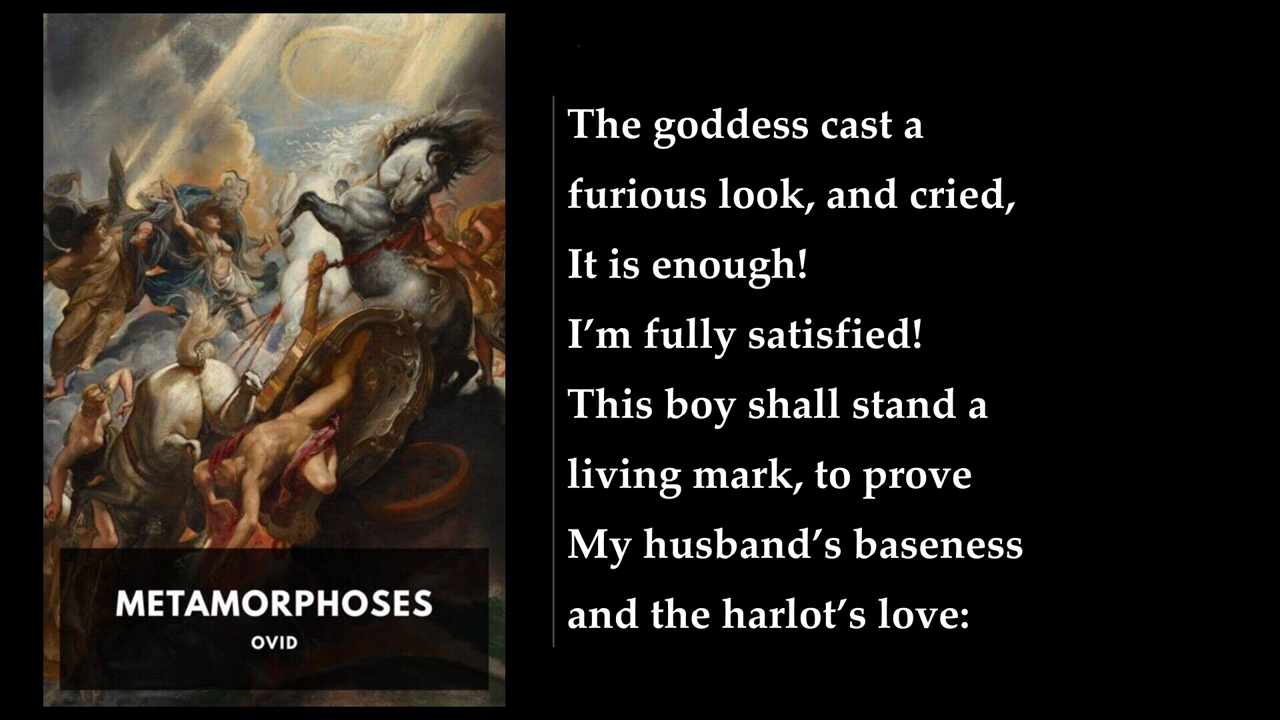 METAMORPHOSES
OVID
The goddess cast a
furious look, and cried,
It is enough!
I’m fully satisfied!
This boy shall stand a
living mark, to prove
My husband’s baseness
and the harlot’s love: